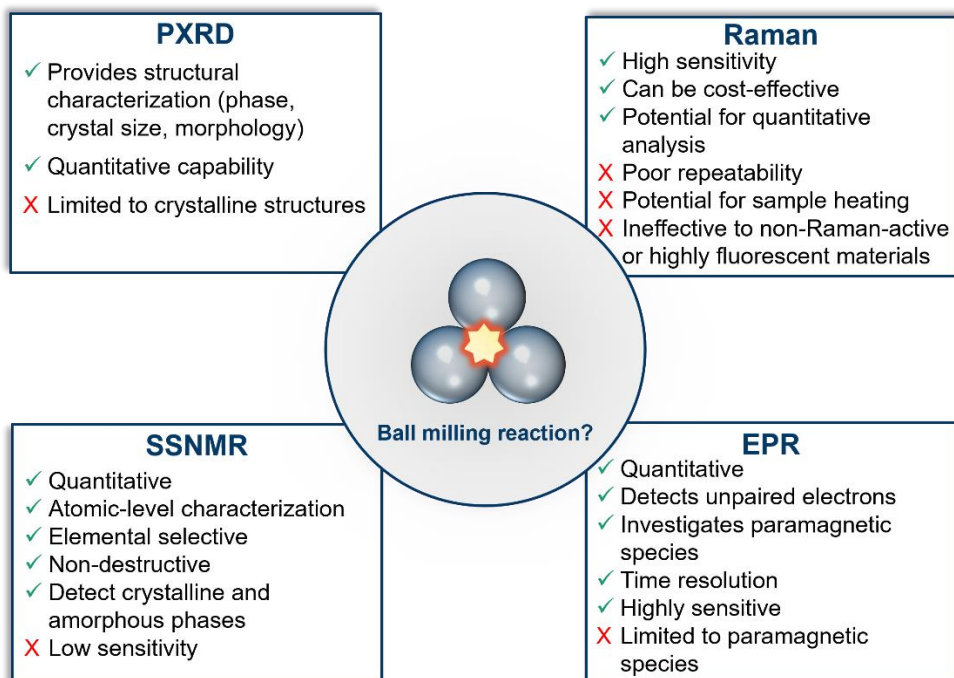 PXRD
✓ Provides structural
characterization (phase,
crystal size, morphology)
✓ Quantitative capability
X Limited to crystalline structures
Raman
✓ High sensitivity
✓ Can be cost-effective
✓ Potential for quantitative
analysis
X Poor repeatability
X Potential for sample heating
X Ineffective to non-Raman-active
or highly fluorescent materials
Ball milling reaction?
SSNMR
✓ Quantitative
✓ Atomic-level characterization
✓ Elemental selective
✓ Non-destructive
✓ Detect crystalline and
amorphous phases
X Low sensitivity
EPR
✓ Quantitative
✓ Detects unpaired electrons
✓ Investigates paramagnetic
species
✓ Time resolution
✓ Highly sensitive
X Limited to paramagnetic
species